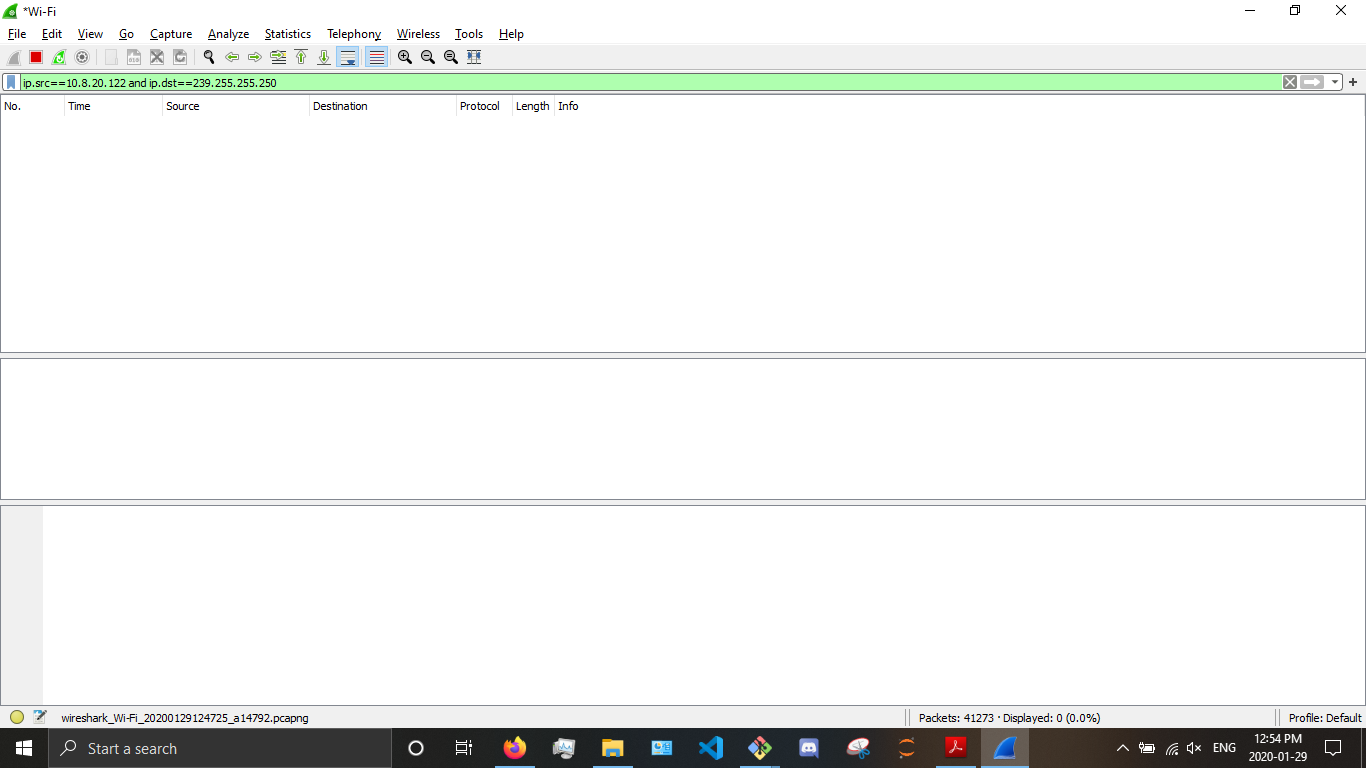 *Wi-Fi
File Edit View Go Capture Analyze Statistics Telephony Wireless Tools Help
ip.src==10.8.20.122 and ip.dst==239.255.255.250
No. Time Source Destination Protocol Length Info
wireshark_Wi-Fi_20200129124725_a14792.pcapng Packets: 41273 · Displayed: 0 (0.0%) Profile: Default
Start a search ENG 12:54 PM
2020-01-29